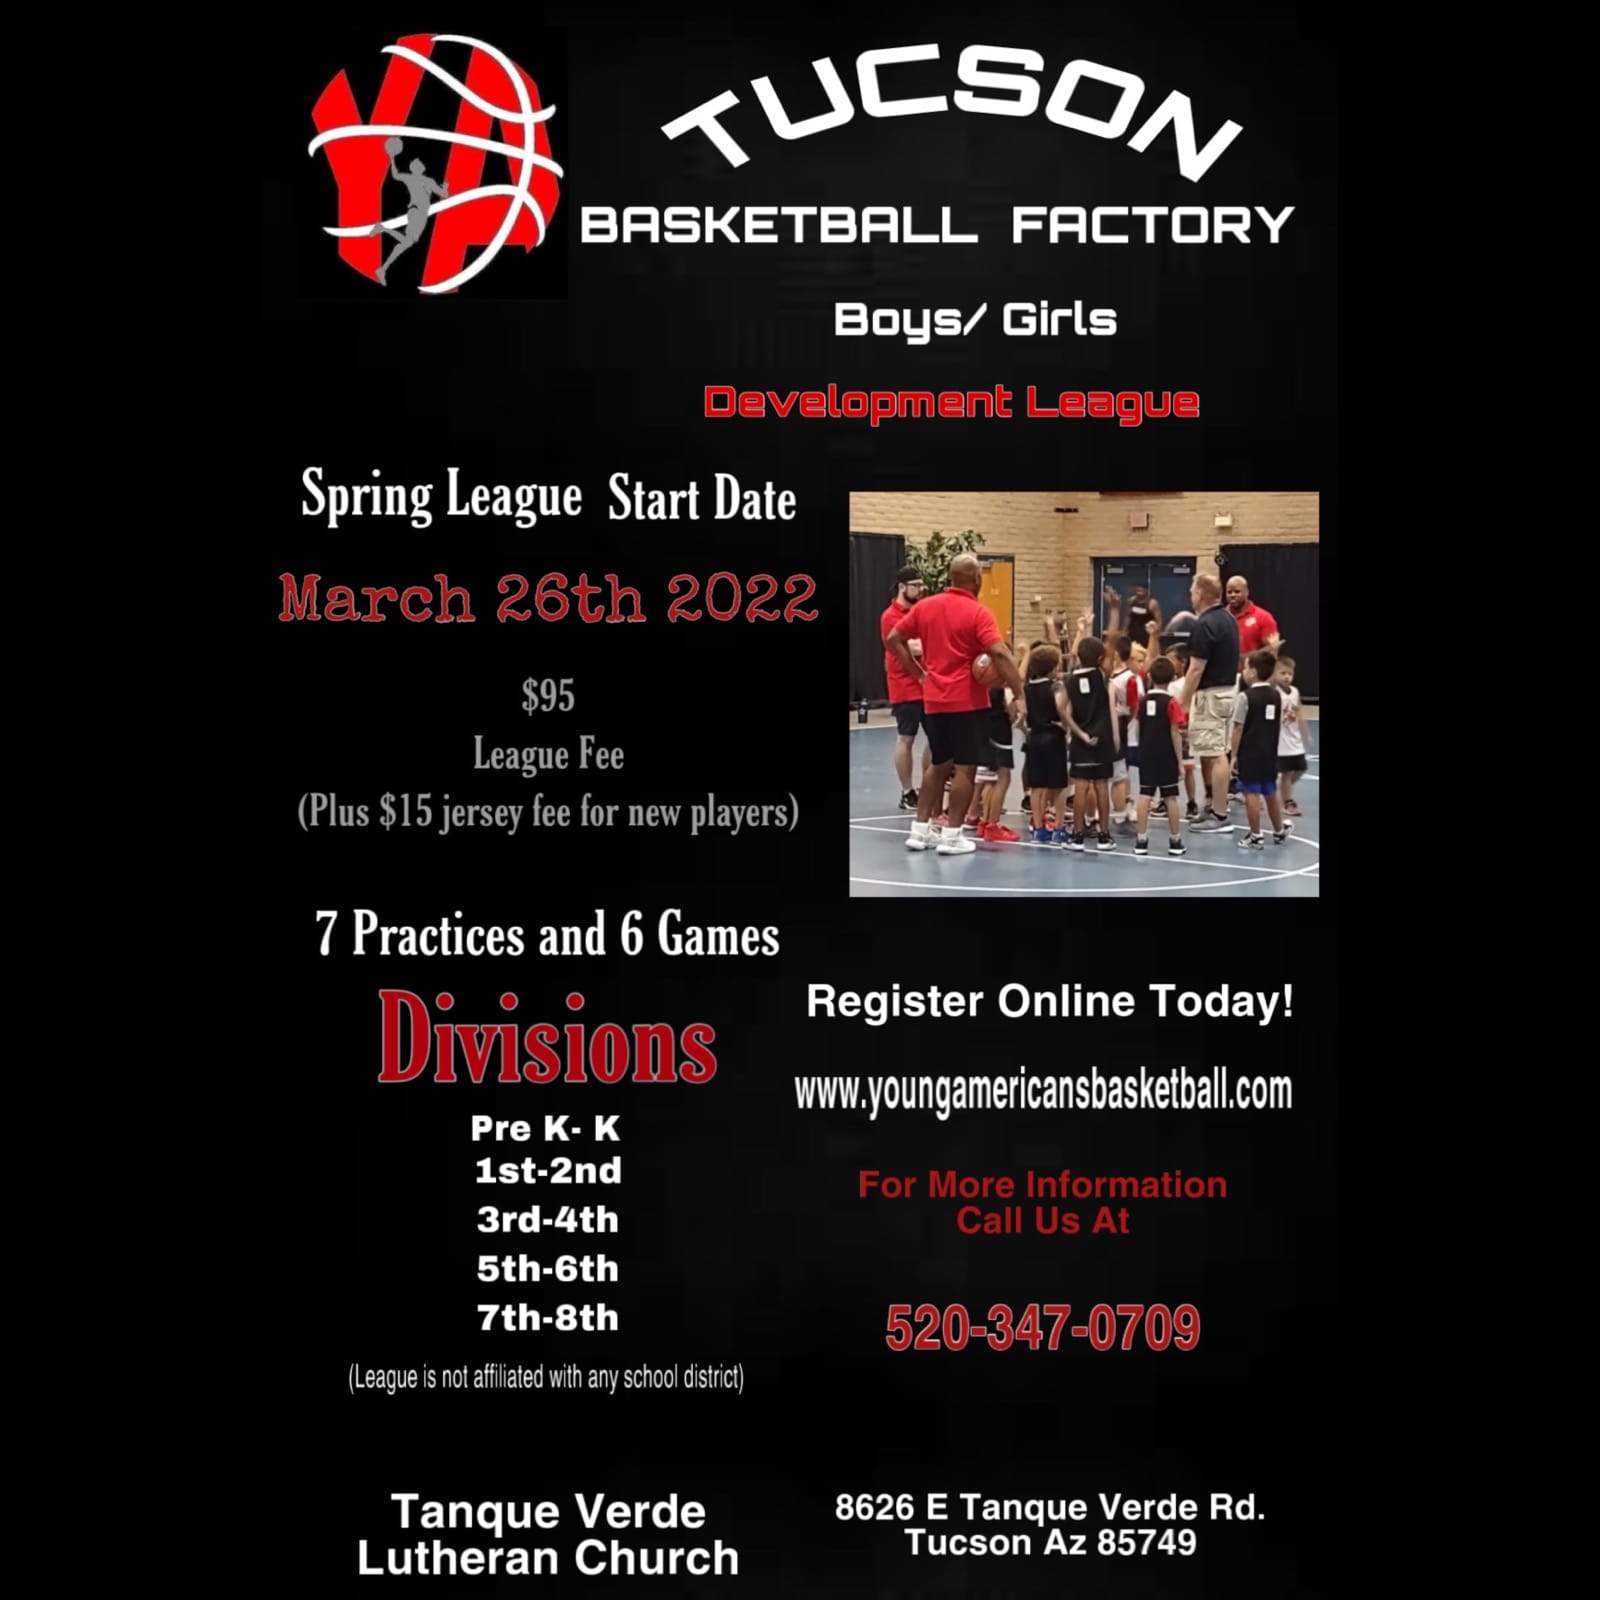 YA
TUCSON
BASKETBALL FACTORY
Boys/ Girls
Development League
Spring League Start Date
March 26th 2022
$95
League Fee
(Plus $15 jersey fee for new players)
7 Practices and 6 Games
Divisions
Pre K- K
1st-2nd
3rd-4th
5th-6th
7th-8th
(League is not affiliated with any school district)
Register Online Today!
www.youngamericansbasketball.com
For More Information
Call Us At
520-347-0709
Tanque Verde
Lutheran Church
8626 E Tanque Verde Rd.
Tucson Az 85749